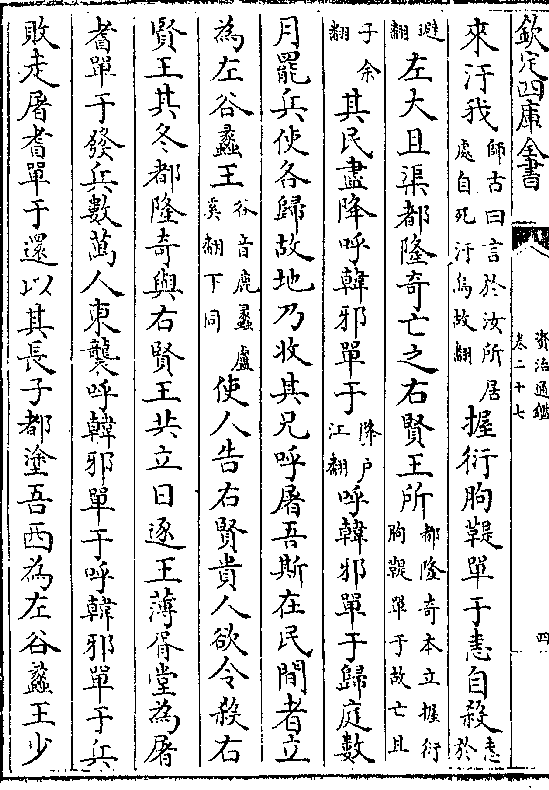 欽定四庫全書
資治通鑑
卷二十七
四
來汙我師古曰言於汝所居處自死汙烏故翻握衍朐鞮單于恚自殺恚於
避翻左大且渠都隆奇亡之右賢王所都隆奇本立握衍朐鞮單于故亡且
子余翻其民盡降呼韓邪單于降戶江翻呼韓邪單于歸庭數
月罷兵使各歸故地乃收其兄呼屠吾斯在民間者立
為左谷蠡王谷音鹿蠡盧奚翻下同使人告右賢貴人欲令殺右
賢王其冬都隆奇與右賢王共立日逐王薄胥堂為屠
耆單于發兵數萬人東襲呼韓邪單于呼韓邪單于兵
敗走屠耆單于還以其長子都塗吾西為左谷蠡王少